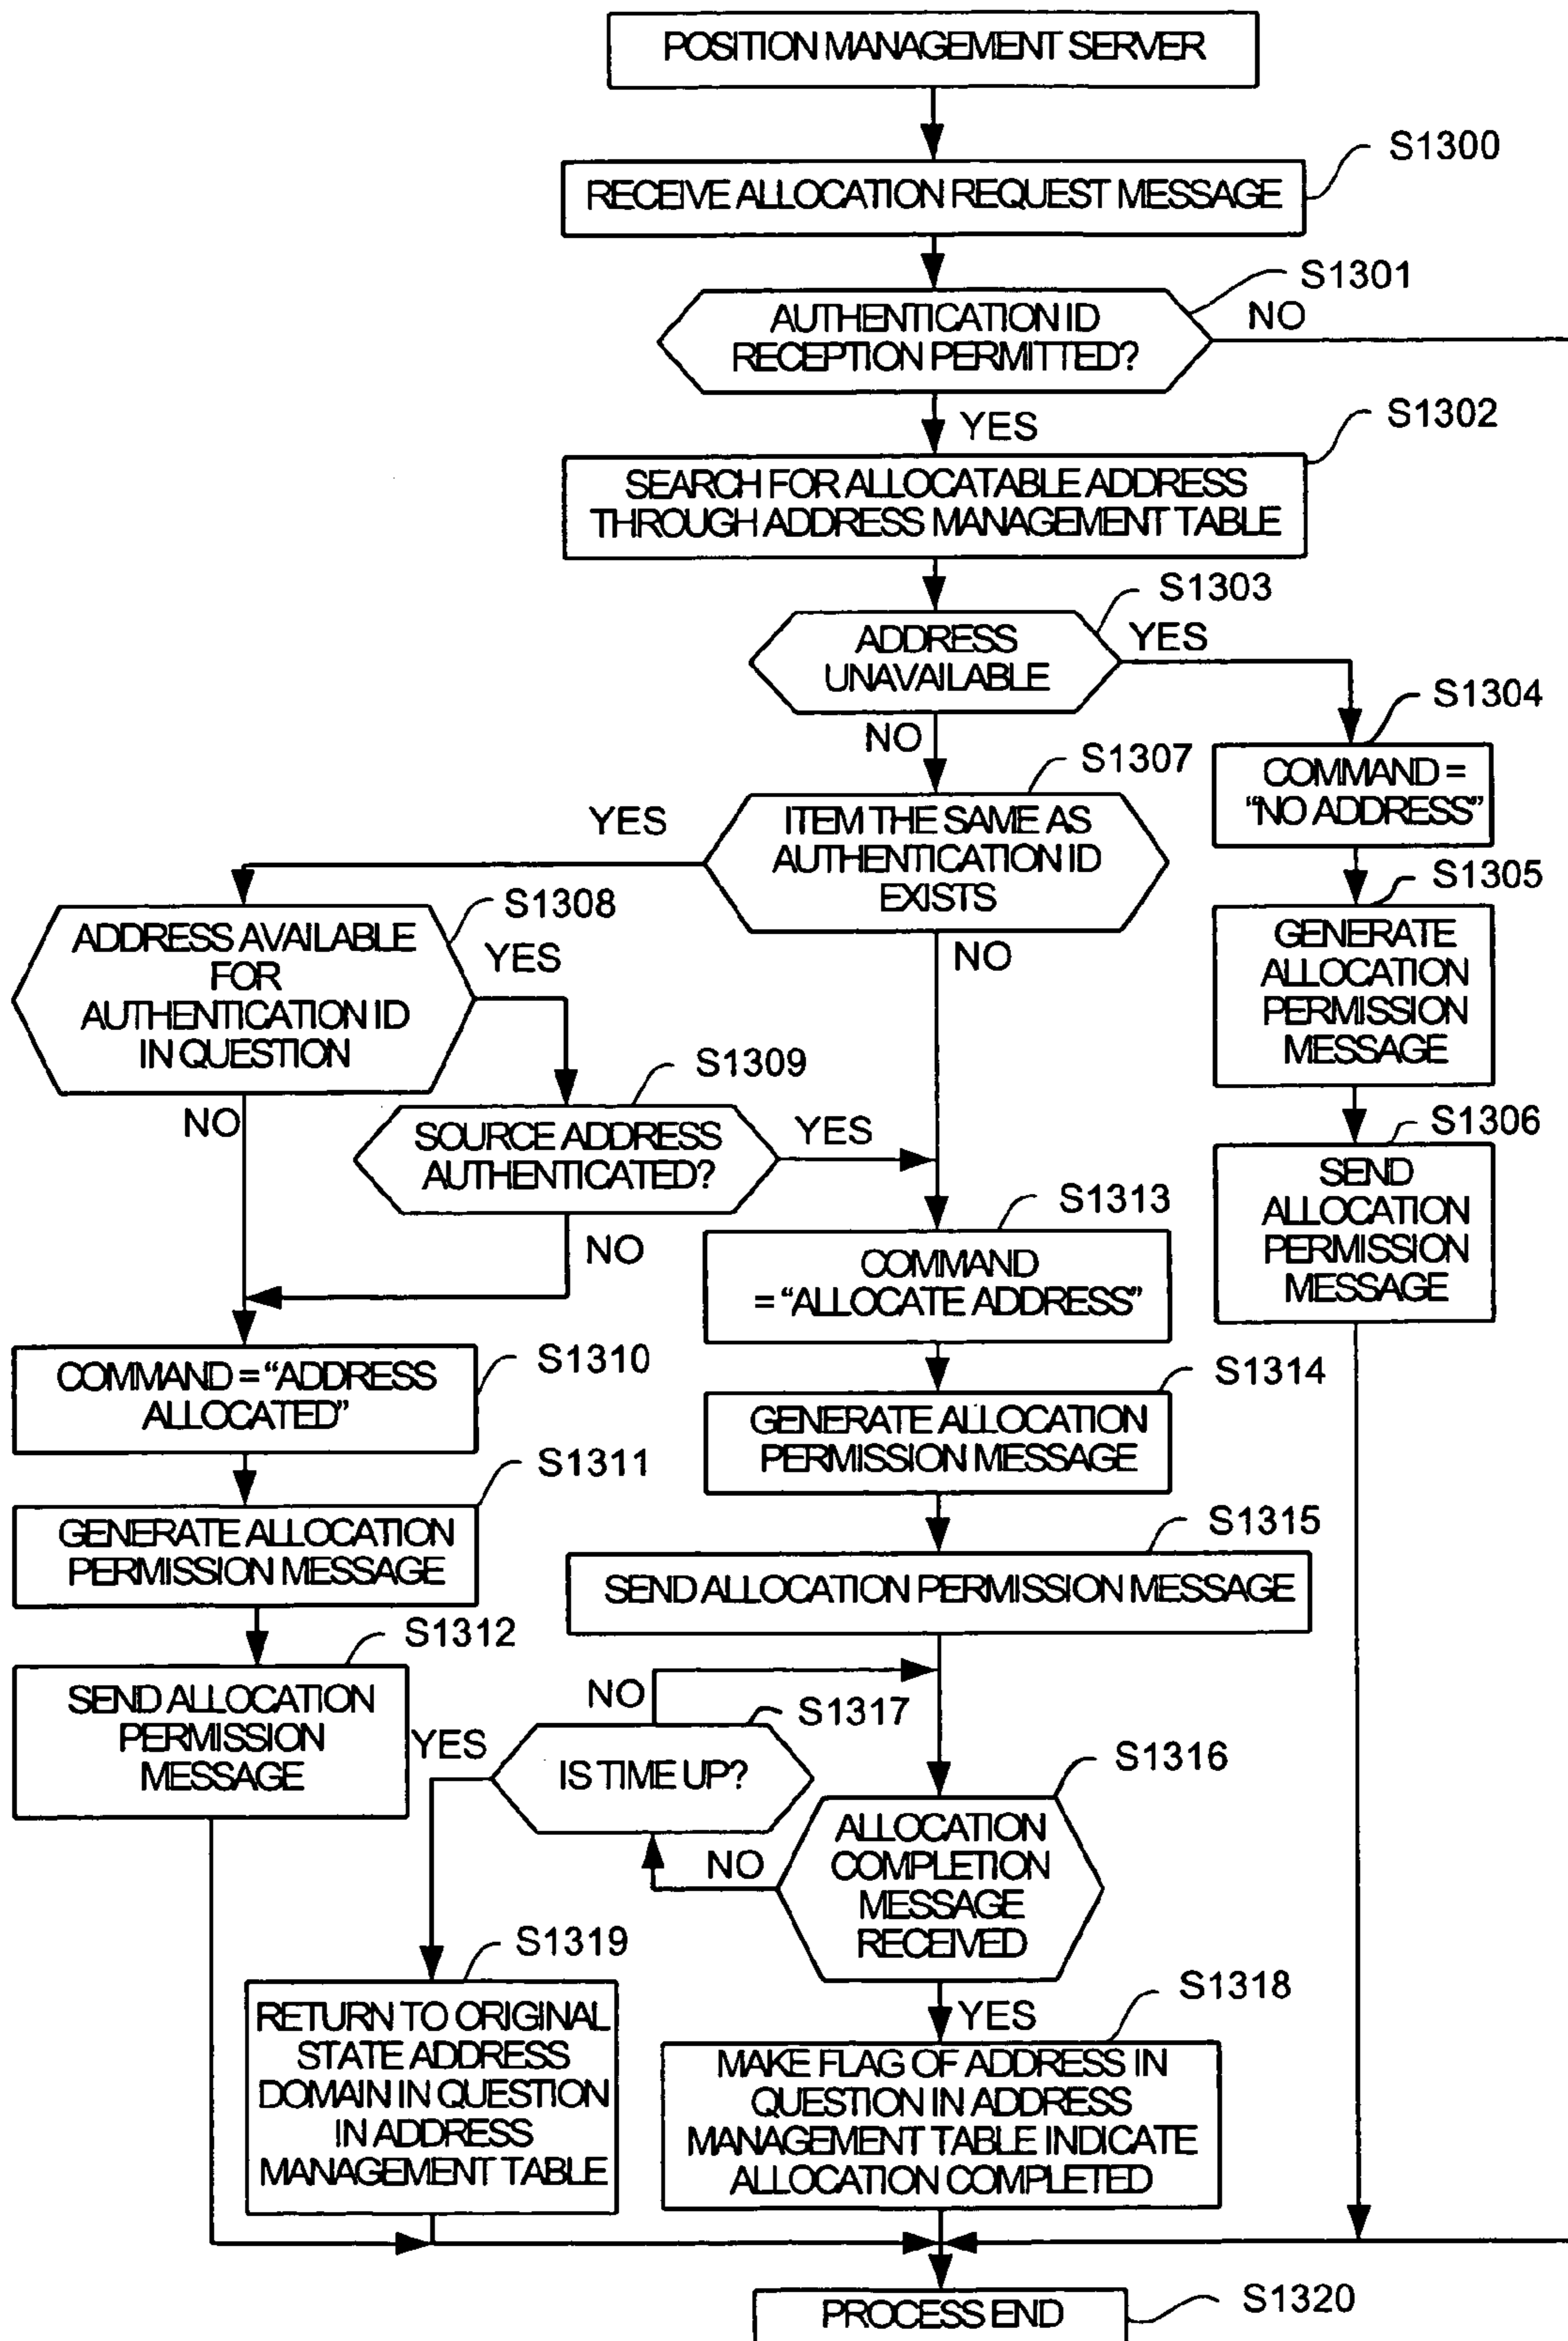 POSITION MANAGEMENT SERVER
S1300
RECEIVE ALLOCATION REQUEST MESSAGE
S1301
AUTHENTICATION ID
RECEPTION PERMITTED?
NO
YES
S1302
SEARCH FOR ALLOCATABLE ADDRESS
THROUGH ADDRESS MANAGEMENT TABLE
S1303
ADDRESS
UNAVAILABLE
YES
NO
S1304
COMMAND =
“NO ADDRESS”
S1305
GENERATE
ALLOCATION
PERMISSION
MESSAGE
S1306
SEND
ALLOCATION
PERMISSION
MESSAGE
S1307
ITEM THE SAME AS
AUTHENTICATION ID
EXISTS
YES
NO
S1308
ADDRESS AVAILABLE
FOR
AUTHENTICATION ID
IN QUESTION
YES
NO
S1309
SOURCE ADDRESS
AUTHENTICATED?
YES
NO
S1310
COMMAND = “ADDRESS
ALLOCATED”
S1311
GENERATE ALLOCATION
PERMISSION MESSAGE
S1312
SEND ALLOCATION
PERMISSION
MESSAGE
S1313
COMMAND
= “ALLOCATE ADDRESS”
S1314
GENERATE ALLOCATION
PERMISSION MESSAGE
S1315
SEND ALLOCATION PERMISSION MESSAGE
NO
S1317
YES
IS TIME UP?
S1316
ALLOCATION
COMPLETION
MESSAGE
RECEIVED
NO
YES
S1319
RETURN TO ORIGINAL
STATE ADDRESS
DOMAIN IN QUESTION
IN ADDRESS
MANAGEMENT TABLE
S1318
MAKE FLAG OF ADDRESS IN
QUESTION IN ADDRESS
MANAGEMENT TABLE INDICATE
ALLOCATION COMPLETED
S1320
PROCESS END